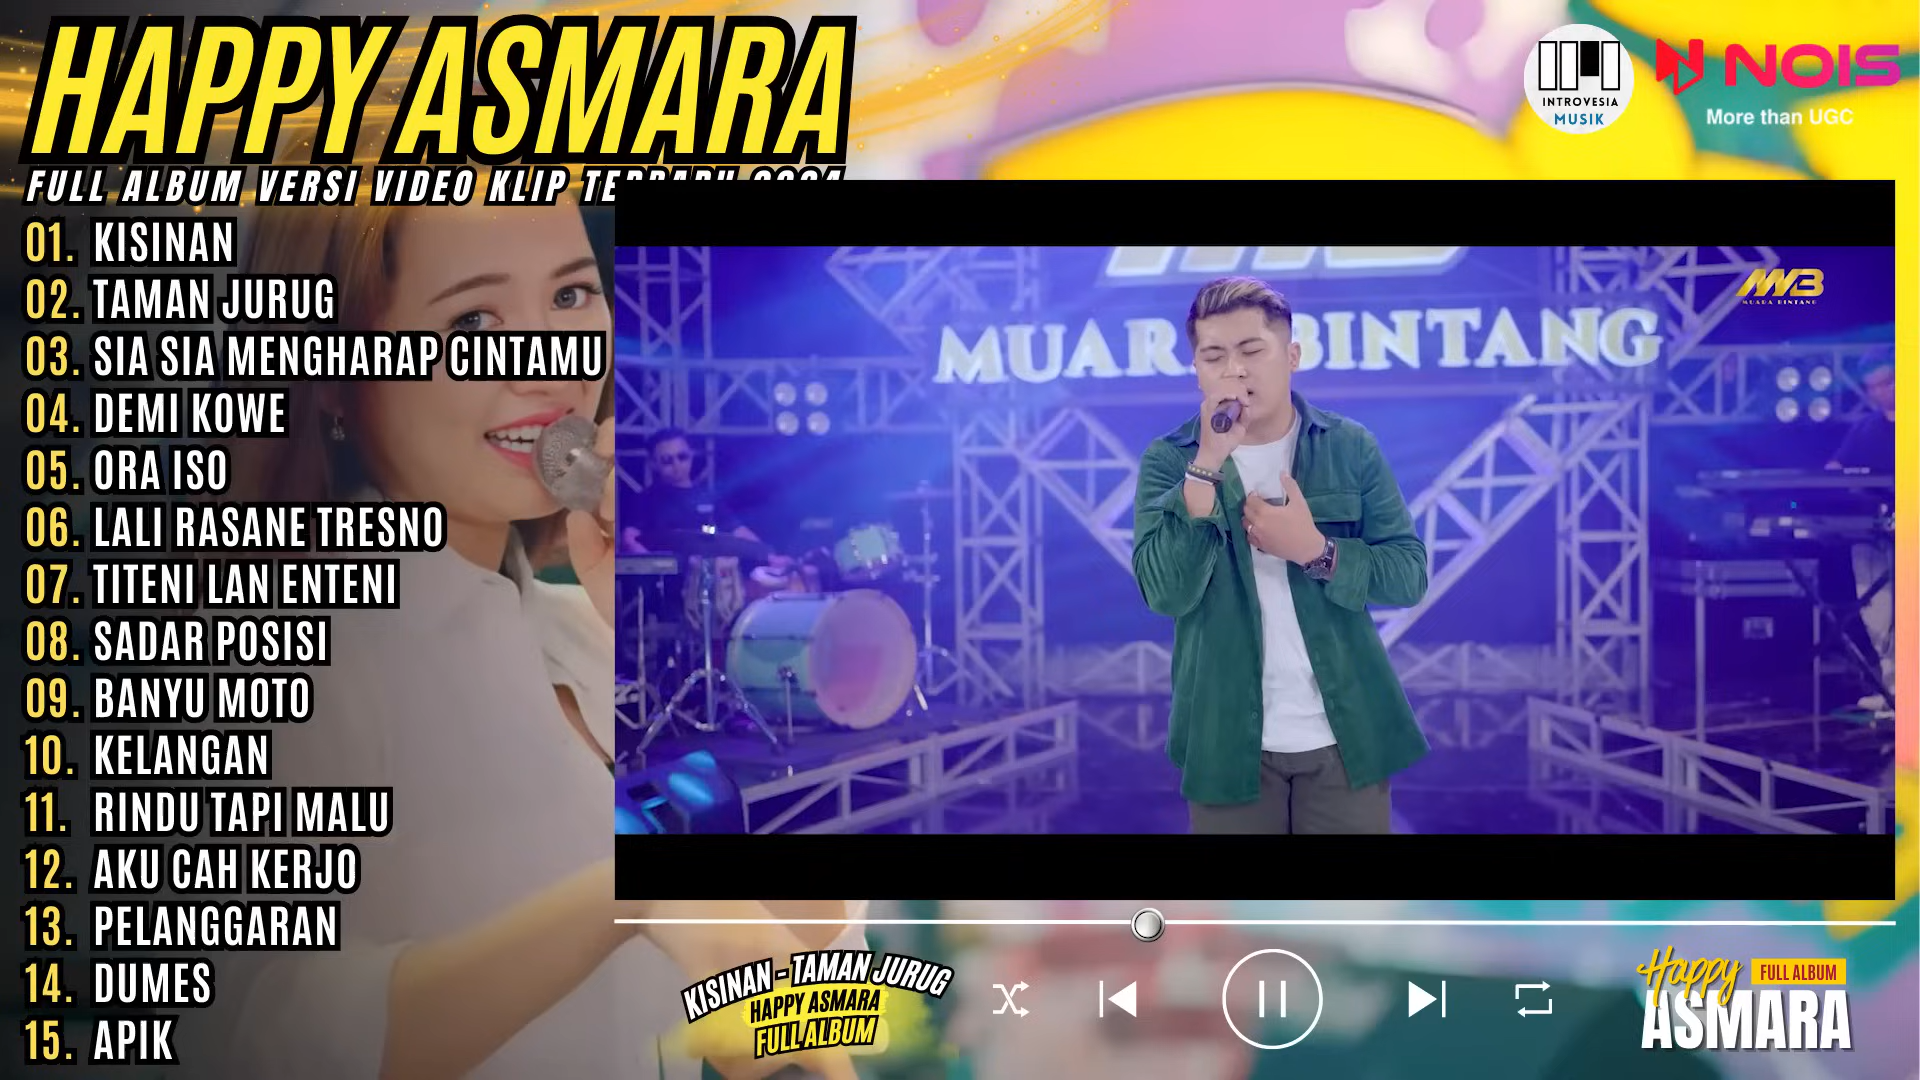 HAPPY ASMARA
FULL ALBUM VERSI VIDEO KLIP
01. KISINAN
02. TAMAN JURUG
03. SIA SIA MENGHARAP CINTAMU
04. DEMI KOWE
05. ORA ISO
06. LALI RASANE TRESNO
07. TITENI LAN ENTENI
08. SADAR POSISI
09. BANYU MOTO
10. KELANGAN
11. RINDU TAPI MALU
12. AKU CAH KERJO
13. PELANGGARAN
14. DUMES
15. APIK
INTROVESIA
MUSIK
NOIS
More than UGC
MB
MUARA BINTANG
BINTANG
KISINAN - TAMAN JURUG
HAPPY ASMARA
FULL ALBUM
Happy
FULL ALBUM
ASMARA